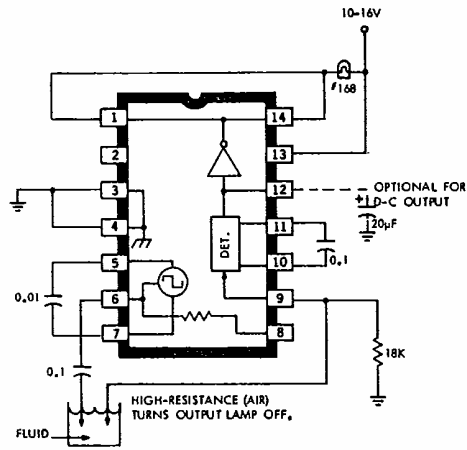 10-16V
#168
1
14
2
13
3
12
OPTIONAL FOR
D-C OUTPUT
+
20µF
4
11
DET.
0.1
5
10
0.01
6
9
7
8
18K
0.1
HIGH-RESISTANCE (AIR)
TURNS OUTPUT LAMP OFF.
FLUID